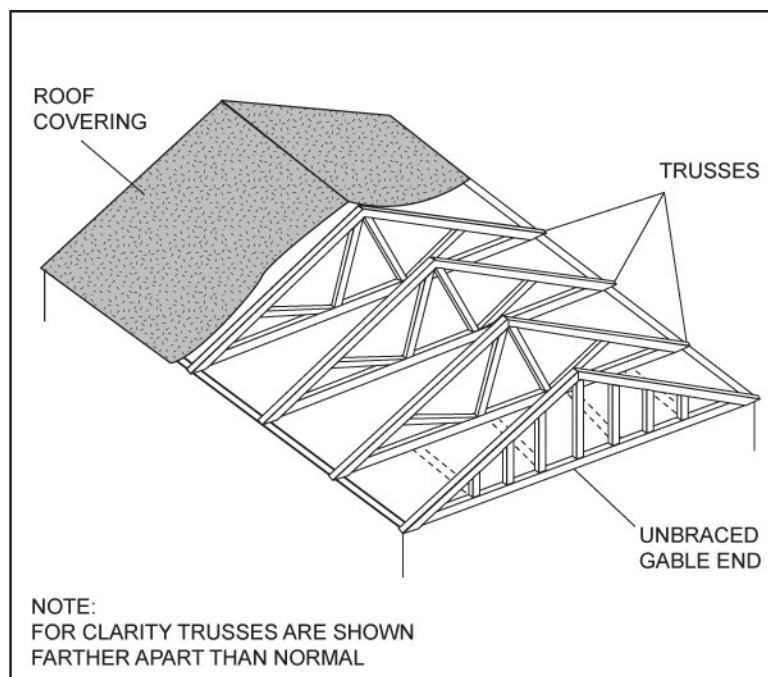 ROOF
COVERING
TRUSSES
UNBRACED
GABLE END
NOTE:
FOR CLARITY TRUSSES ARE SHOWN
FARTHER APART THAN NORMAL